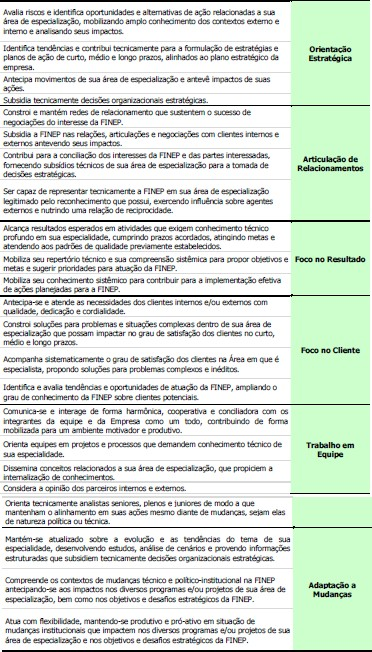 Avalia riscos e identifica oportunidades e alternativas de ação relacionadas a sua
área de especialização, mobilizando amplo conhecimento dos contextos externo e
interno e analisando seus impactos.
Identifica tendências e contribui tecnicamente para a formulação de estratégias e
planos de ação de curto, médio e longo prazos, alinhados ao plano estratégico da
empresa.
Antecipa movimentos de sua área de especialização e antevê impactos de suas
ações.
Subsidia tecnicamente decisões organizacionais estratégicas.
Orientação
Estratégica
Constroi e mantém redes de relacionamento que sustentem o sucesso de
negociações do interesse da FINEP.
Subsidia a FINEP nas relações, articulações e negociações com clientes internos e
externos antevendo seus impactos.
Contribui para a conciliação dos interesses da FINEP e das partes interessadas,
fornecendo subsídios técnicos de sua área de especialização para a tomada de
decisões estratégicas.
Ser capaz de representar tecnicamente a FINEP em sua área de especialização
legitimado pelo reconhecimento que possui, exercendo influência sobre agentes
externos e nutrindo uma relação de reciprocidade.
Articulação de
Relacionamentos
Alcança resultados esperados em atividades que exigem conhecimento técnico
profundo em sua especialidade, cumprindo prazos acordados, atingindo metas e
atendendo aos padrões de qualidade previamente estabelecidos.
Mobiliza seu repertório técnico e sua compreensão sistêmica para propor objetivos e
metas e sugerir prioridades para atuação da FINEP.
Mobiliza seu conhecimento sistêmico para contribuir para a implementação efetiva
de ações planejadas para a FINEP.
Foco no Resultado
Antecipa-se e atende as necessidades dos clientes internos e/ou externos com
qualidade, dedicação e cordialidade.
Constroi soluções para problemas e situações complexas dentro de sua área de
especialização que possam impactar no grau de satisfação dos clientes no curto,
médio e longo prazos.
Acompanha sistematicamente o grau de satisfação dos clientes na Área em que é
especialista, propondo soluções para problemas complexos e inéditos.
Identifica e avalia tendências e oportunidades de atuação da FINEP, ampliando o
grau de conhecimento da FINEP sobre clientes potenciais.
Foco no Cliente
Comunica-se e interage de forma harmônica, cooperativa e conciliadora com os
integrantes da equipe e da Empresa como um todo, contribuindo de forma
mobilizada para um ambiente motivador e produtivo.
Orienta equipes em projetos e processos que demandem conhecimento técnico de
sua especialidade.
Dissemina conceitos relacionados a sua área de especialização, que propiciem a
internalização de conhecimentos.
Considera a opinião dos parceiros internos e externos.
Trabalho em
Equipe
Orienta tecnicamente analistas seniores, plenos e juniores de modo a que
mantenham o alinhamento em suas ações mesmo diante de mudanças, sejam elas
de natureza política ou técnica.
Mantém-se atualizado sobre a evolução e as tendências do tema de sua
especialidade, desenvolvendo estudos, análise de cenários e provendo informações
estruturadas que subsidiem tecnicamente decisões organizacionais estratégicas.
Compreende os contextos de mudanças técnico e político-institucional na FINEP
antecipando-se aos impactos nos diversos programas e/ou projetos de sua área de
especialização, bem como nos objetivos e desafios estratégicos da FINEP.
Atua com flexibilidade, mantendo-se produtivo e pró-ativo em situação de
mudanças institucionais que impactem nos diversos programas e/ou projetos de sua
área de especialização e nos objetivos e desafios estratégicos da FINEP.
Adaptação a
Mudanças